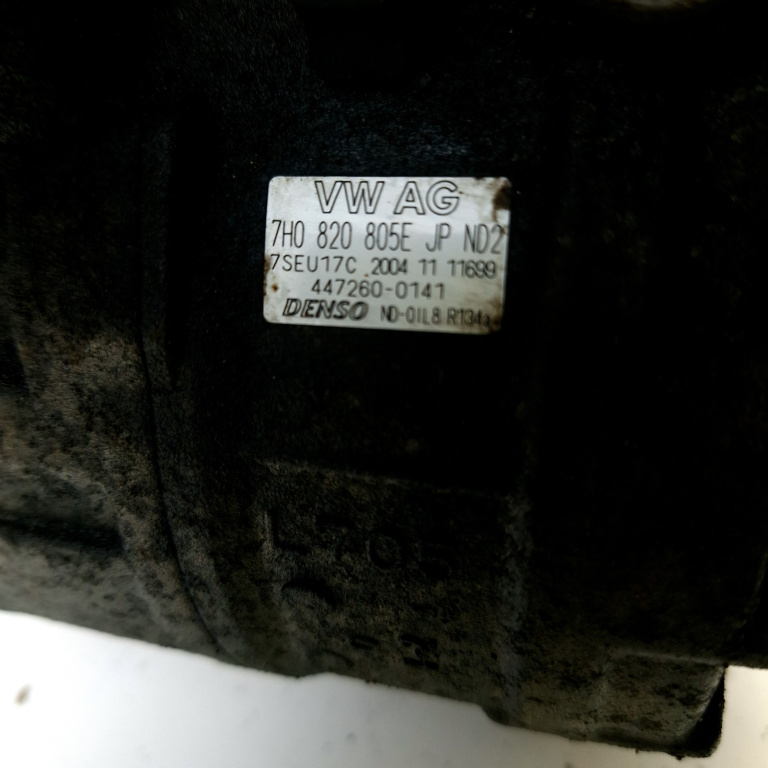 VW AG
7H0 820 805E JP ND2
7SEU17C 2004 11 11699
447260-0141
DENSO ND-OIL8 R134a